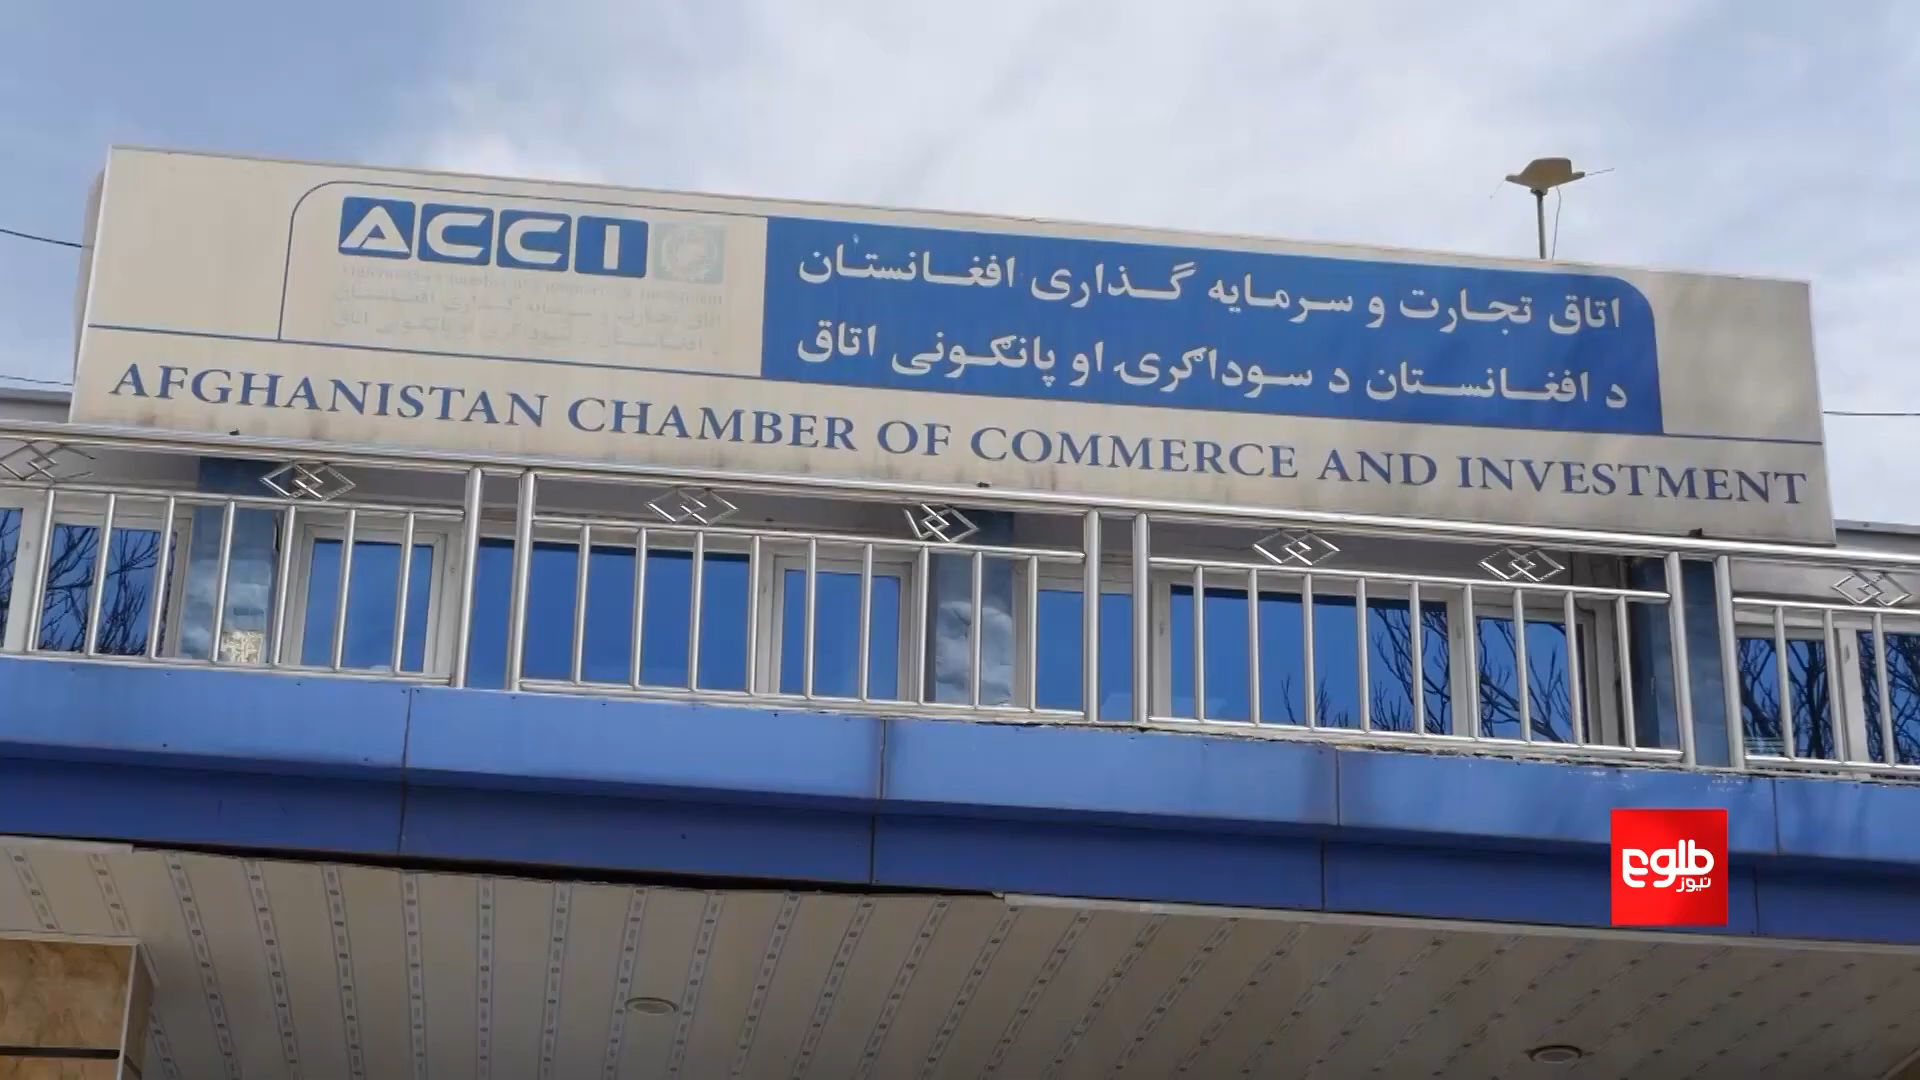 ACCI
اتاق تجارت و سرمایه گذاری افغانستان
د افغانستان د سوداګرۍ او پانګونې اتاق
AFGHANISTAN CHAMBER OF COMMERCE AND INVESTMENT
طلوع
نیوز